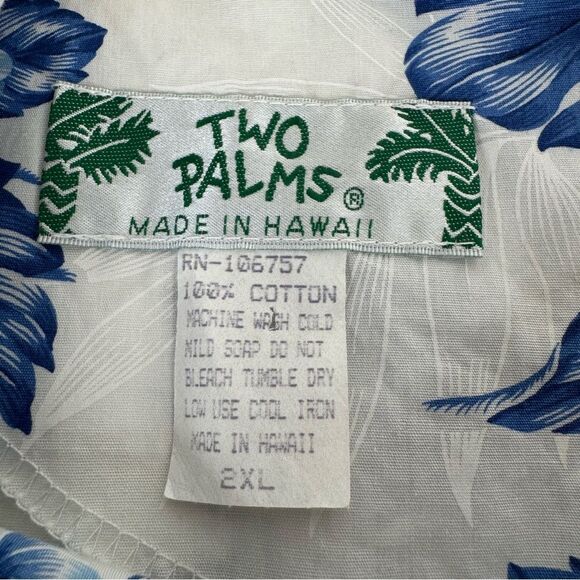 TWO
PALMS®
MADE IN HAWAII
RN-106757
100% COTTON
MACHINE WASH COLD
MILD SOAP DO NOT
BLEACH TUMBLE DRY
LOW USE COOL IRON
MADE IN HAWAII
2XL